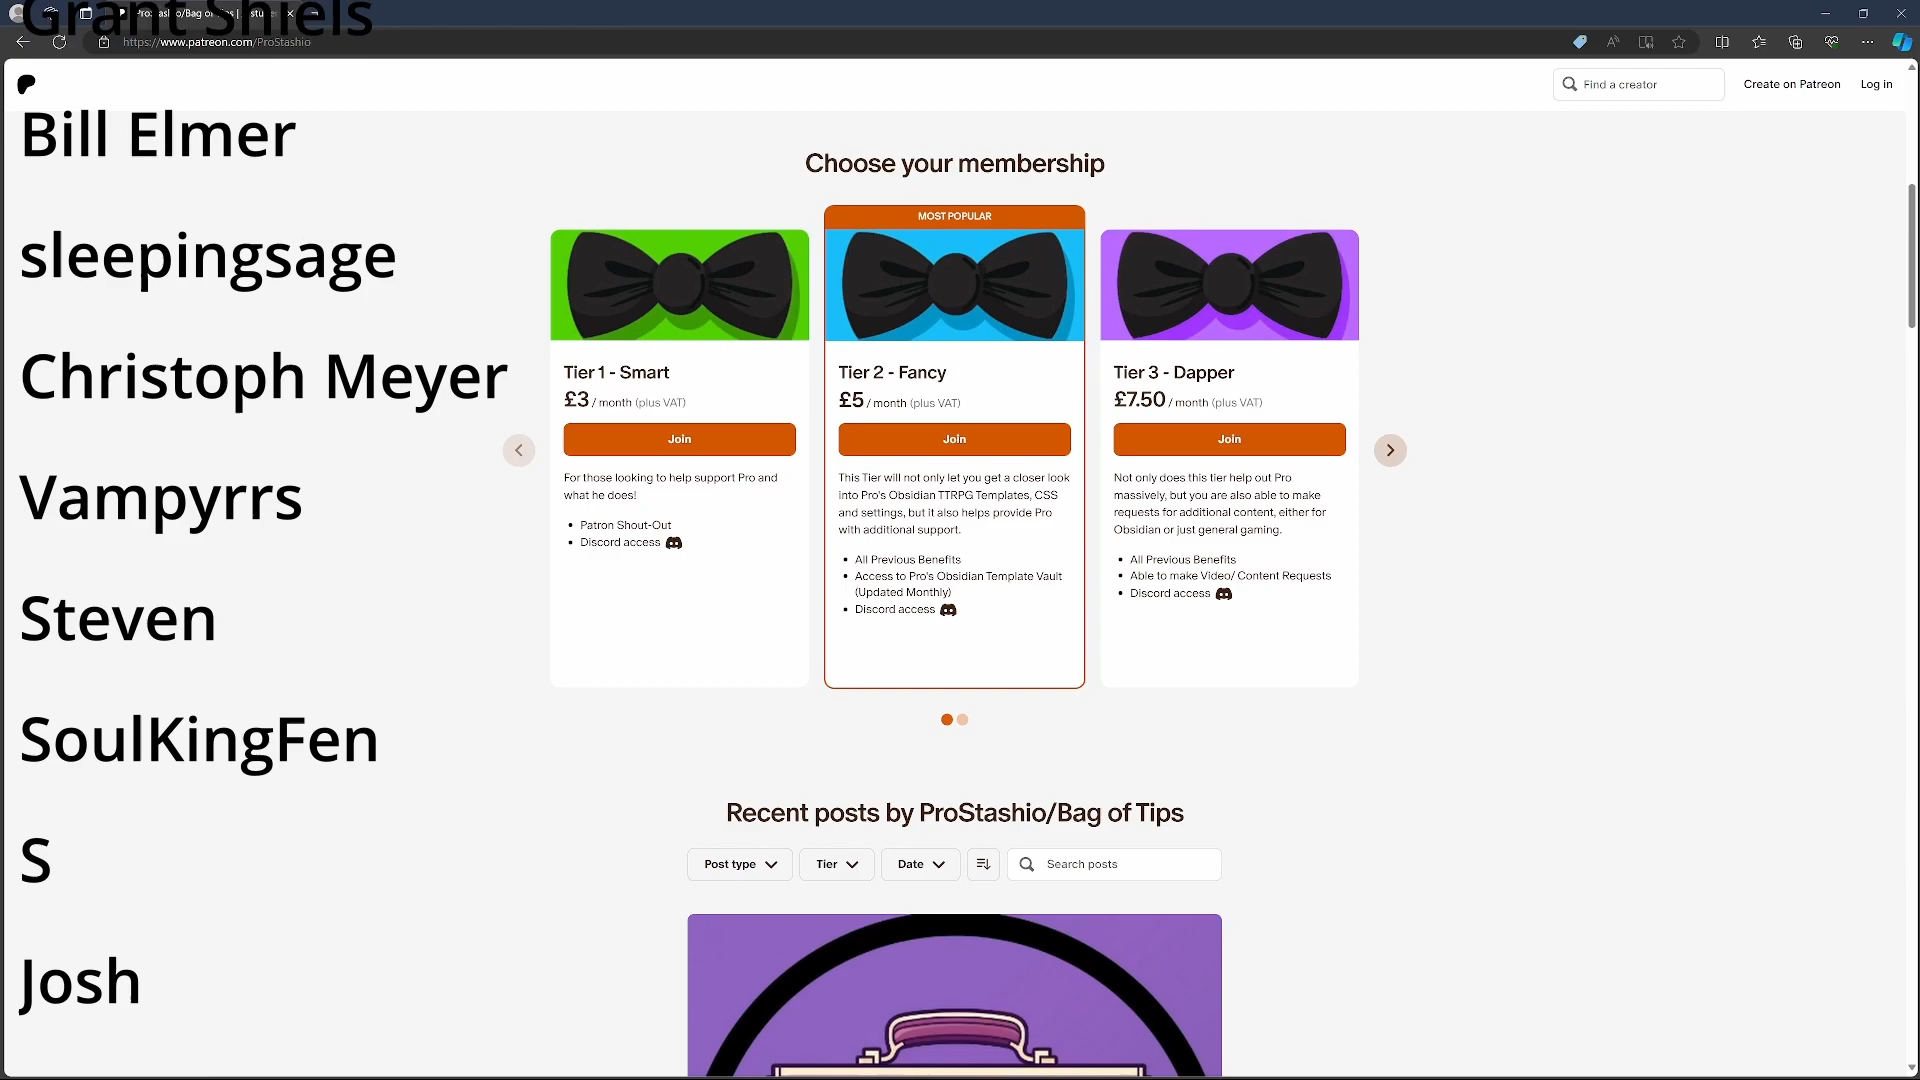 Grant Shiels
https://www.patreon.com/ProStashio
Find a creator
Create on Patreon
Log in
Bill Elmer
sleepingsage
Christoph Meyer
Vampyrrs
Steven
SoulKingFen
S
Josh
Choose your membership
Tier 1 - Smart
£3 / month (plus VAT)
Join
For those looking to help support Pro and
what he does!
• Patron Shout-Out
• Discord access
MOST POPULAR
Tier 2 - Fancy
£5 / month (plus VAT)
Join
This Tier will not only let you get a closer look
into Pro's Obsidian TTRPG Templates, CSS
and settings, but it also helps provide Pro
with additional support.
• All Previous Benefits
• Access to Pro's Obsidian Template Vault
(Updated Monthly)
• Discord access
Tier 3 - Dapper
£7.50 / month (plus VAT)
Join
Not only does this tier help out Pro
massively, but you are also able to make
requests for additional content, either for
Obsidian or just general gaming.
• All Previous Benefits
• Able to make Video/ Content Requests
• Discord access
Recent posts by ProStashio/Bag of Tips
Post type
Tier
Date
Search posts